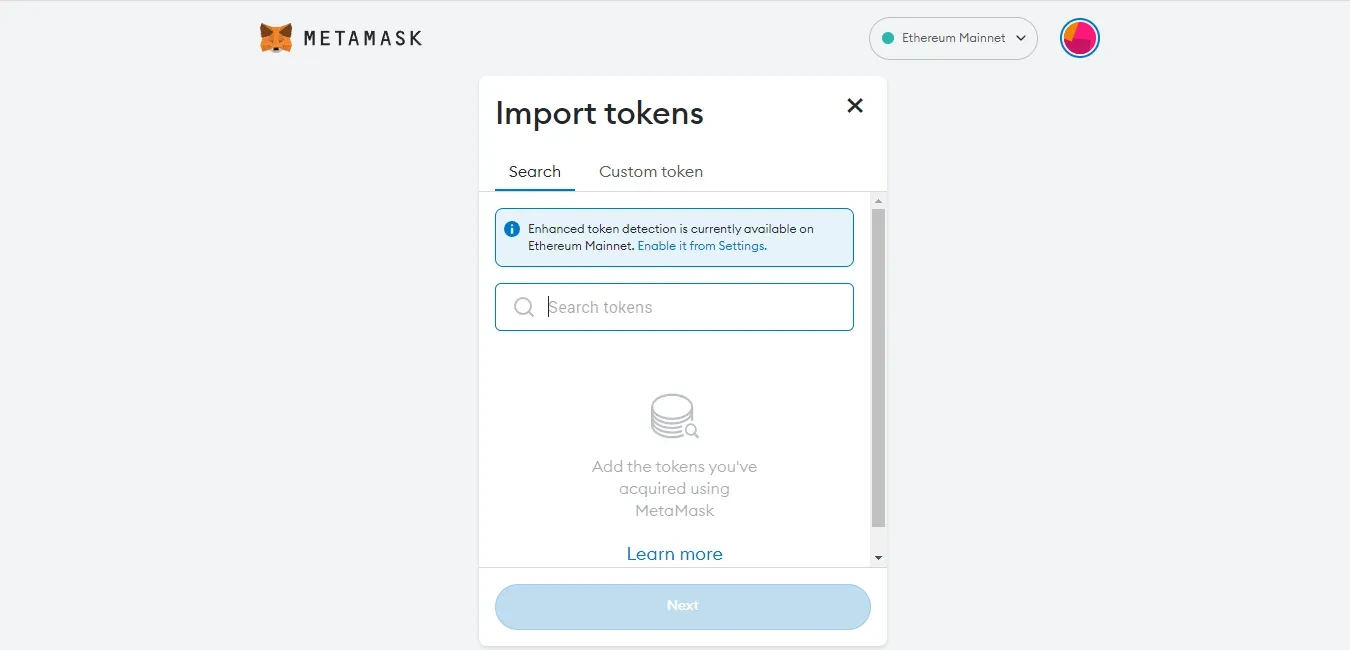 METAMASK
Ethereum Mainnet
Import tokens
Search
Custom token
Enhanced token detection is currently available on
Ethereum Mainnet. Enable it from Settings.
Search tokens
Add the tokens you've
acquired using
MetaMask
Learn more
Next